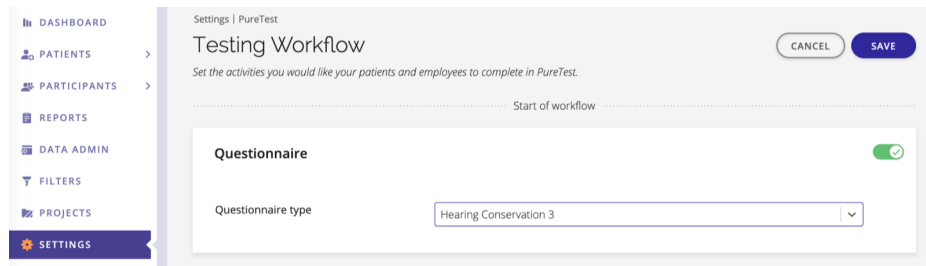 DASHBOARD
PATIENTS
PARTICIPANTS
REPORTS
DATA ADMIN
FILTERS
PROJECTS
SETTINGS
Settings | PureTest
Testing Workflow
CANCEL
SAVE
Set the activities you would like your patients and employees to complete in PureTest.
Start of workflow
Questionnaire
Questionnaire type
Hearing Conservation 3